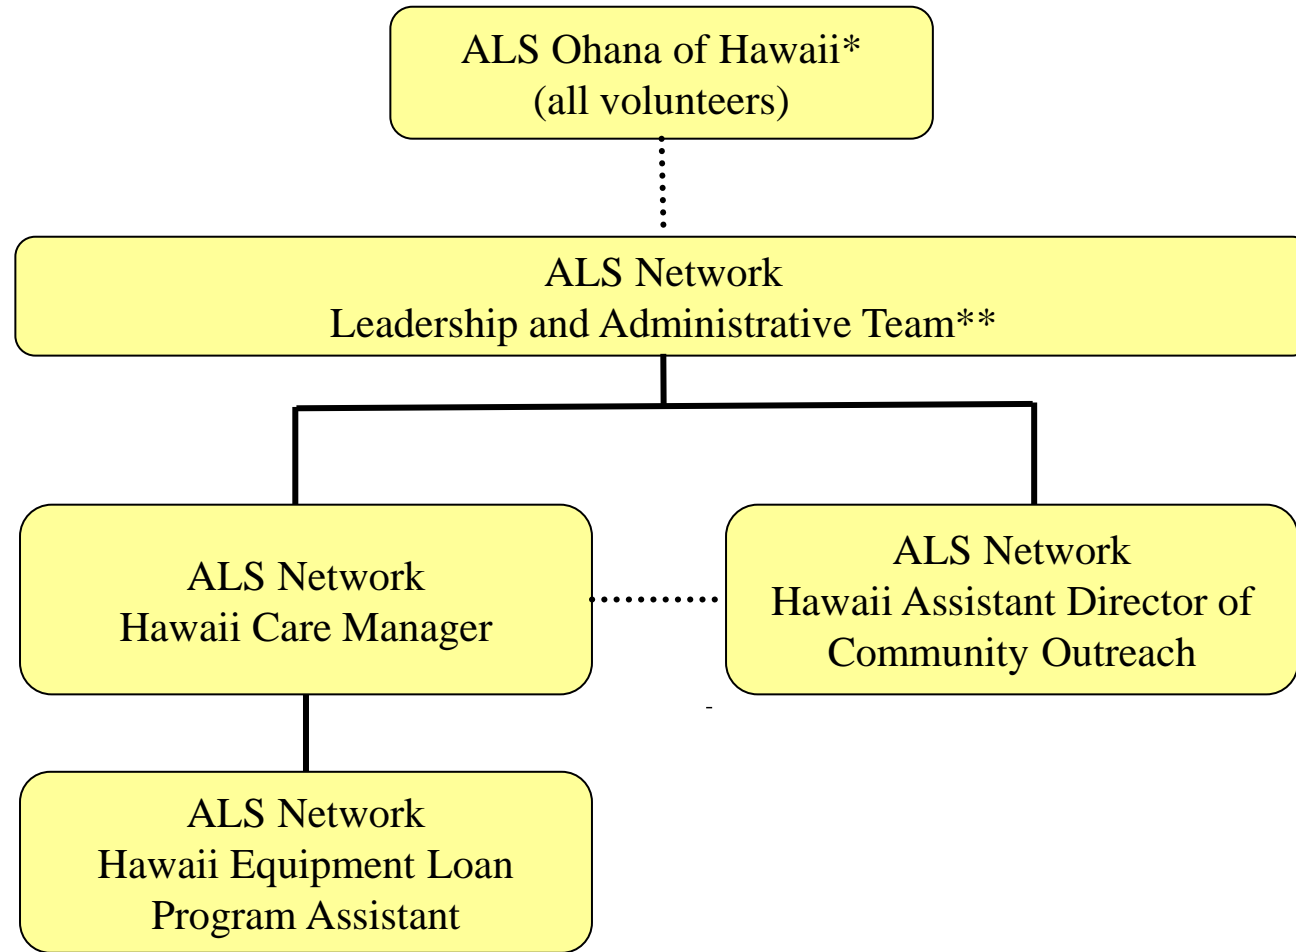 ALS Ohana of Hawaii*
(all volunteers)
ALS Network
Leadership and Administrative Team**
ALS Network
Hawaii Care Manager
ALS Network
Hawaii Assistant Director of
Community Outreach
-
ALS Network
Hawaii Equipment Loan
Program Assistant